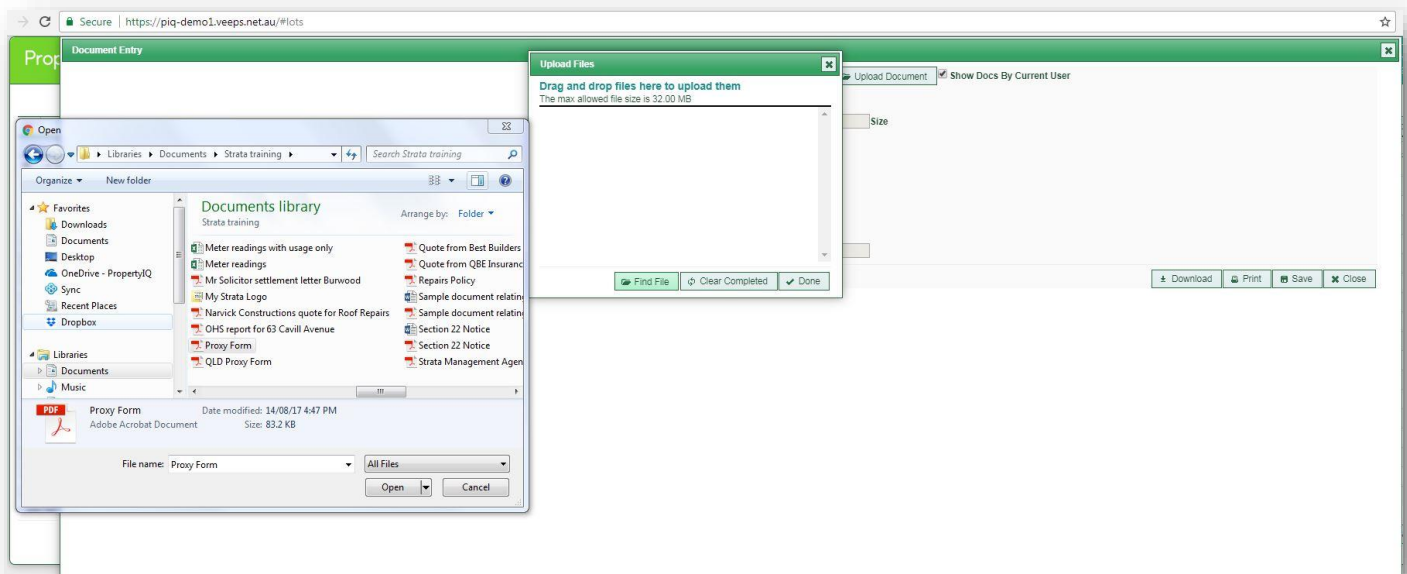 Secure | https://piq-demo1.veeps.net.au/#lots
Prop
Document Entry
Upload Files
Drag and drop files here to upload them
The max allowed file size is 32.00 MB
Upload Document
Show Docs By Current User
Size
Find File
Clear Completed
Done
Download
Print
Save
Close
Open
Libraries
Documents
Strata training
Search Strata training
Organize
New folder
Favorites
Downloads
Documents
Desktop
OneDrive - PropertyIQ
Sync
Recent Places
Dropbox
Libraries
Documents
Music
Documents library
Strata training
Arrange by: Folder
Meter readings with usage only
Meter readings
Mr Solicitor settlement letter Burwood
My Strata Logo
Narvick Constructions quote for Roof Repairs
OHS report for 63 Cavill Avenue
Proxy Form
QLD Proxy Form
Quote from Best Builders
Quote from QBE Insuranc
Repairs Policy
Sample document relating
Sample document relating
Section 22 Notice
Section 22 Notice
Strata Management Agen
PDF
Proxy Form
Adobe Acrobat Document
Date modified: 14/08/17 4:47 PM
Size: 83.2 KB
File name: Proxy Form
All Files
Open
Cancel